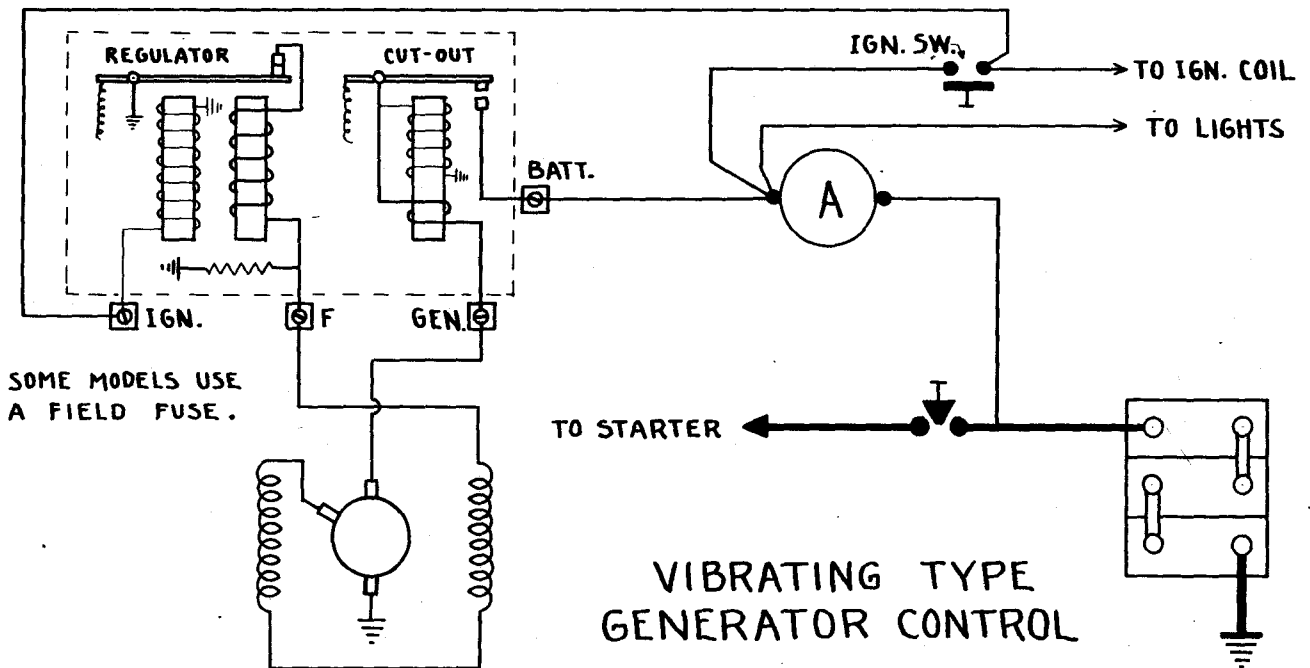 REGULATOR
CUT-OUT
IGN. SW.
TO IGN. COIL
TO LIGHTS
BATT.
A
IGN.
F
GEN.
SOME MODELS USE
A FIELD FUSE.
TO STARTER
VIBRATING TYPE
GENERATOR CONTROL